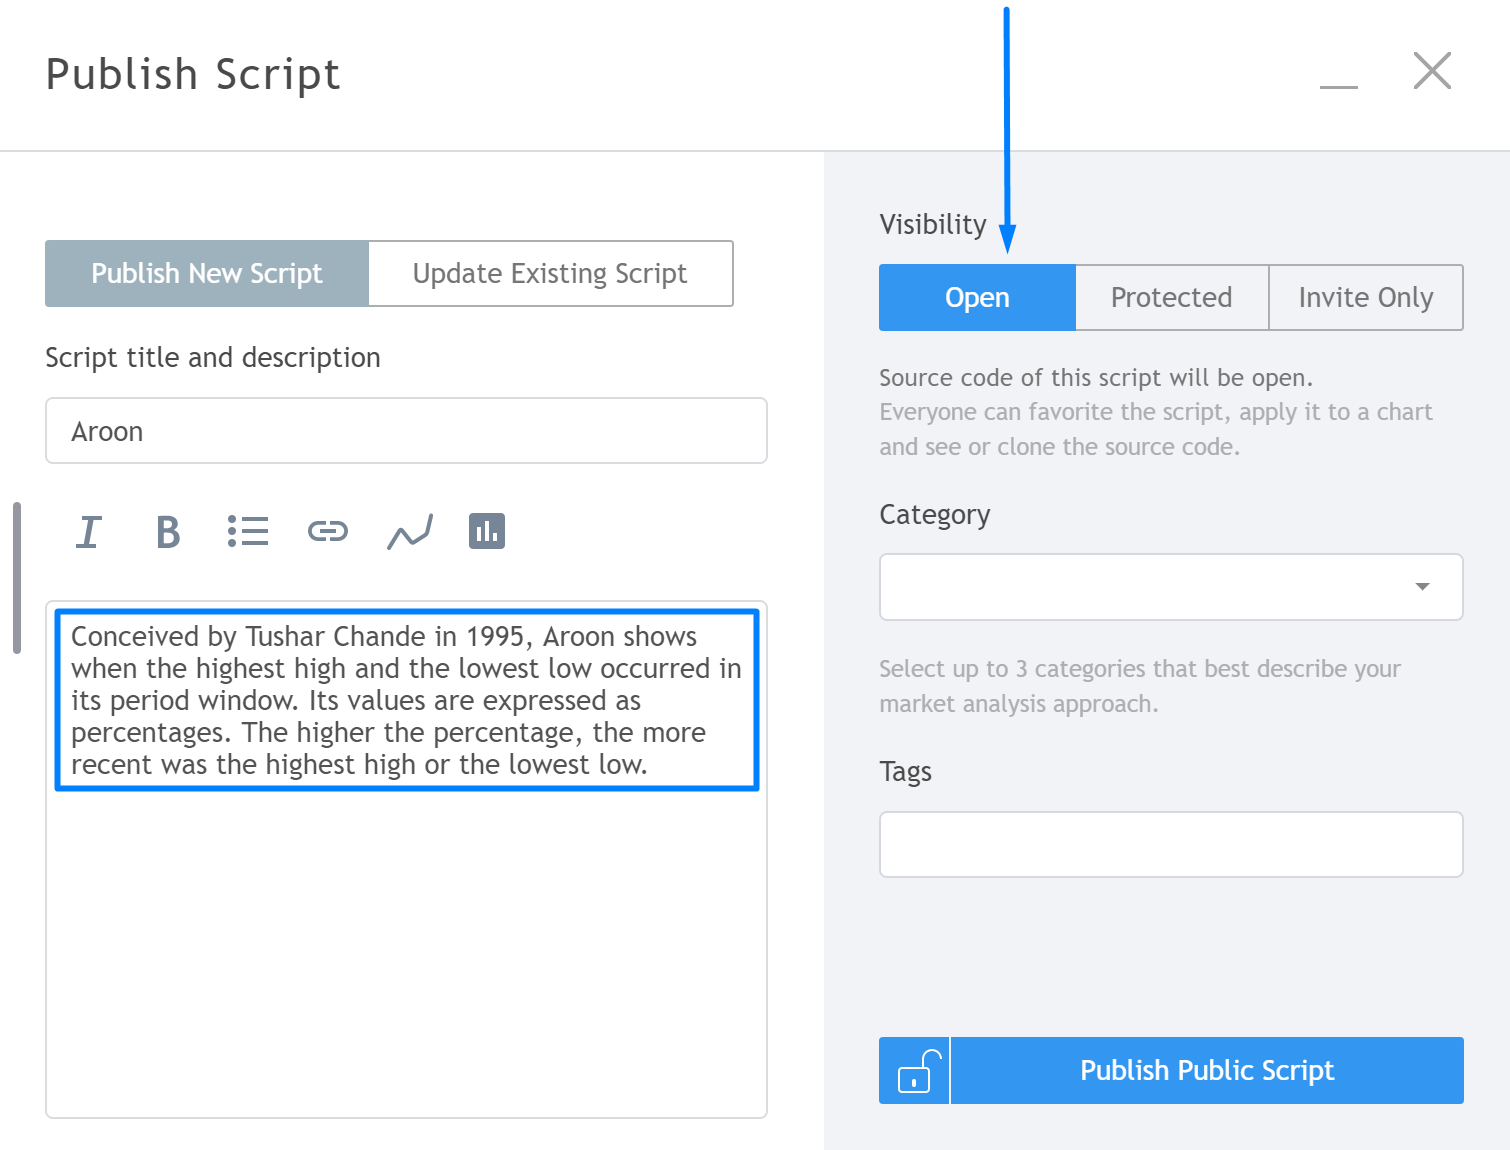 Publish Script
Publish New Script
Update Existing Script
Script title and description
Aroon
I B
Conceived by Tushar Chande in 1995, Aroon shows
when the highest high and the lowest low occurred in
its period window. Its values are expressed as
percentages. The higher the percentage, the more
recent was the highest high or the lowest low.
Visibility
Open
Protected
Invite Only
Source code of this script will be open.
Everyone can favorite the script, apply it to a chart
and see or clone the source code.
Category
Select up to 3 categories that best describe your
market analysis approach.
Tags
Publish Public Script